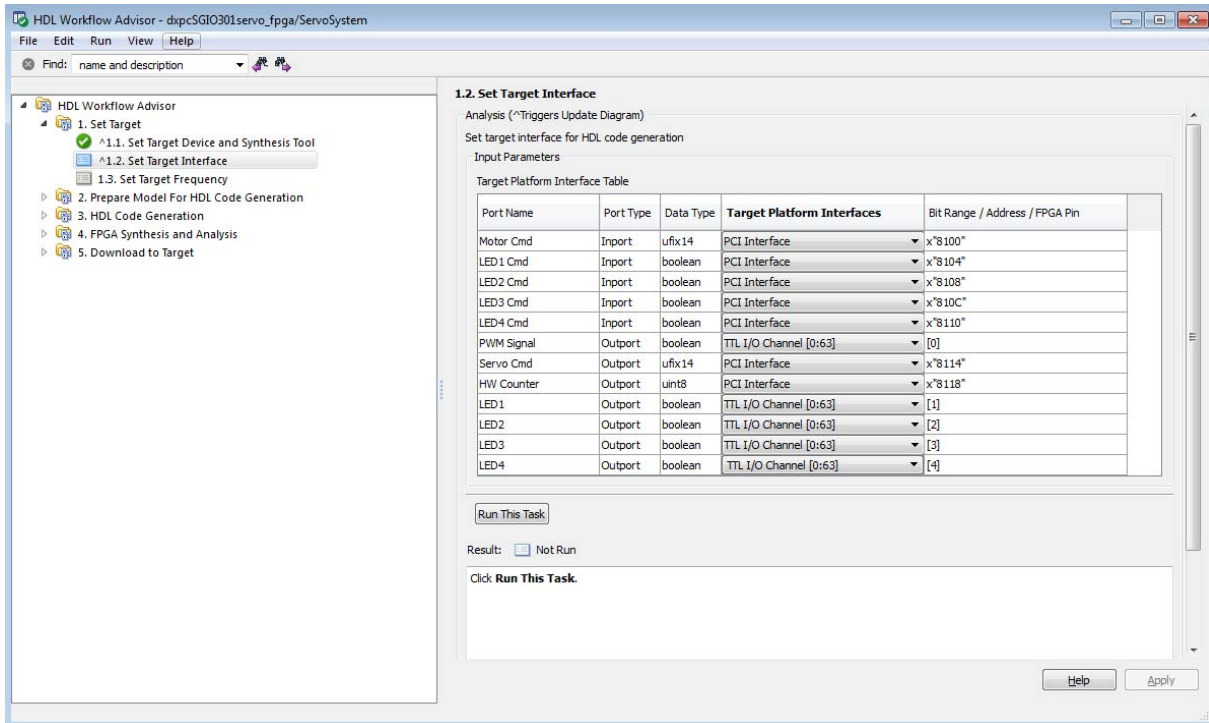 HDL Workflow Advisor - dxpcSGIO301servo_fpga/ServoSystem
File Edit Run View Help
Find: name and description
HDL Workflow Advisor
1. Set Target
^1.1. Set Target Device and Synthesis Tool
^1.2. Set Target Interface
1.3. Set Target Frequency
2. Prepare Model For HDL Code Generation
3. HDL Code Generation
4. FPGA Synthesis and Analysis
5. Download to Target
1.2. Set Target Interface
Analysis (^Triggers Update Diagram)
Set target interface for HDL code generation
Input Parameters
Target Platform Interface Table
Port Name Port Type Data Type Target Platform Interfaces Bit Range / Address / FPGA Pin
Motor Cmd Inport ufix14 PCI Interface x"8100"
LED1 Cmd Inport boolean PCI Interface x"8104"
LED2 Cmd Inport boolean PCI Interface x"8108"
LED3 Cmd Inport boolean PCI Interface x"810C"
LED4 Cmd Inport boolean PCI Interface x"8110"
PWM Signal Outport boolean TTL I/O Channel [0:63] [0]
Servo Cmd Outport ufix14 PCI Interface x"8114"
HW Counter Outport uint8 PCI Interface x"8118"
LED1 Outport boolean TTL I/O Channel [0:63] [1]
LED2 Outport boolean TTL I/O Channel [0:63] [2]
LED3 Outport boolean TTL I/O Channel [0:63] [3]
LED4 Outport boolean TTL I/O Channel [0:63] [4]
Run This Task
Result: Not Run
Click Run This Task.
Help Apply